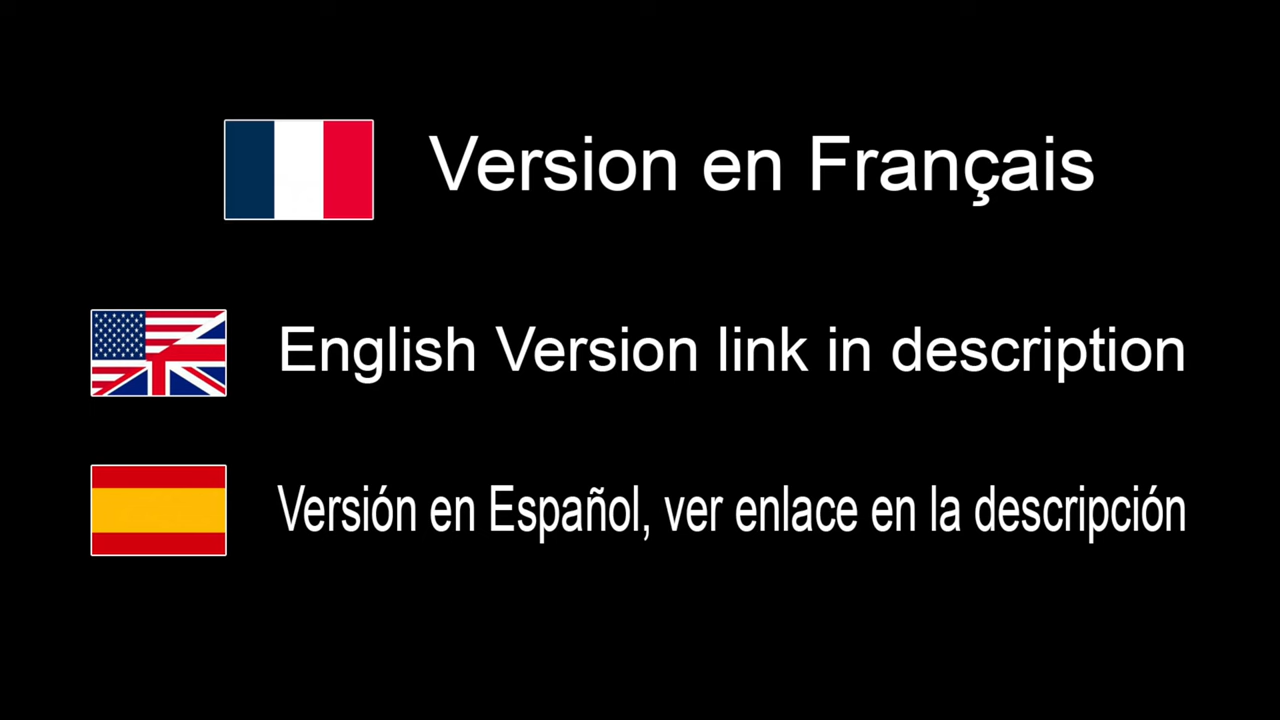 Version en Français
English Version link in description
Versión en Español, ver enlace en la descripción